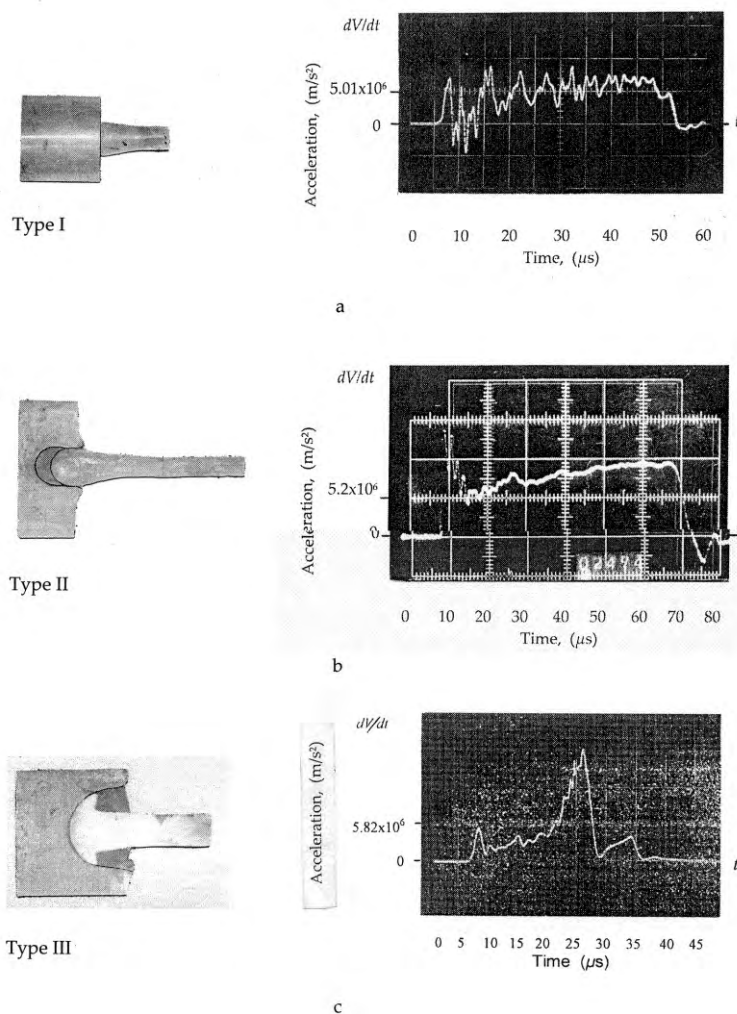 dV/dt
Acceleration, (m/s²)
5.01x10⁶
0
t
0 10 20 30 40 50 60
Time, (μs)
Type I
a
dV/dt
Acceleration, (m/s²)
5.2x10⁶
0
02474
0 10 20 30 40 50 60 70 80
Time, (μs)
Type II
b
dV/dt
Acceleration, (m/s²)
5.82x10⁶
0
t
0 5 10 15 20 25 30 35 40 45
Time (μs)
Type III
c